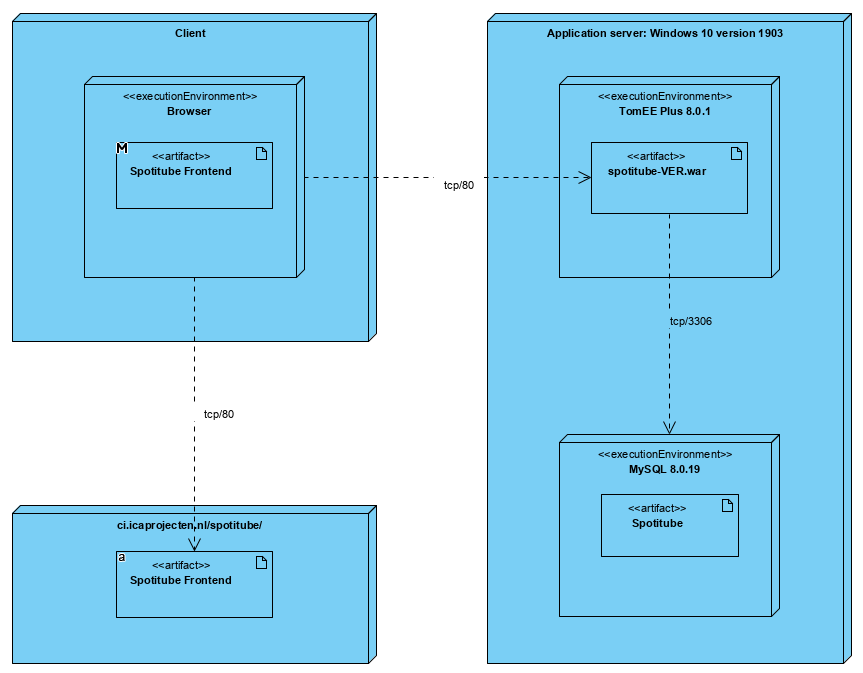 Client
<<executionEnvironment>>
Browser
M
<<artifact>>
Spotitube Frontend
tcp/80
tcp/80
ci.icaprojecten.nl/spotitube/
a
<<artifact>>
Spotitube Frontend
Application server: Windows 10 version 1903
<<executionEnvironment>>
TomEE Plus 8.0.1
<<artifact>>
spotitube-VER.war
tcp/3306
<<executionEnvironment>>
MySQL 8.0.19
<<artifact>>
Spotitube